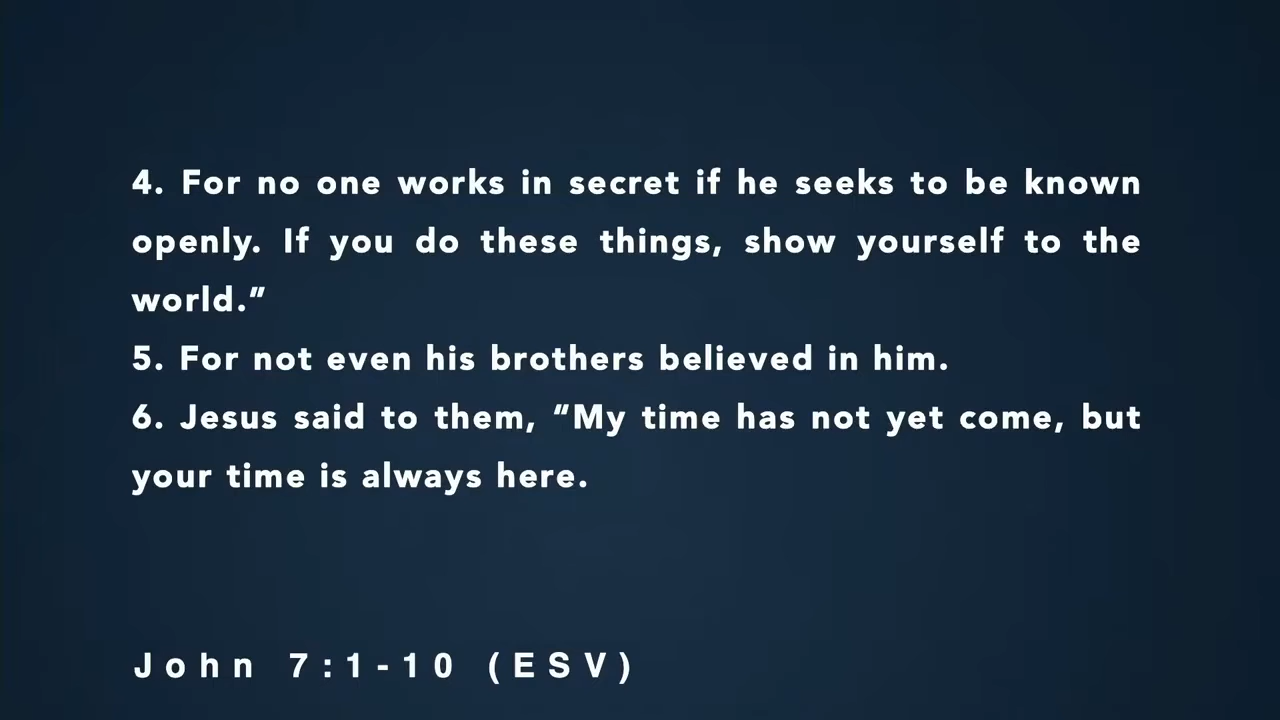 4. For no one works in secret if he seeks to be known
openly. If you do these things, show yourself to the
world.”
5. For not even his brothers believed in him.
6. Jesus said to them, “My time has not yet come, but
your time is always here.
John 7:1-10 (ESV)